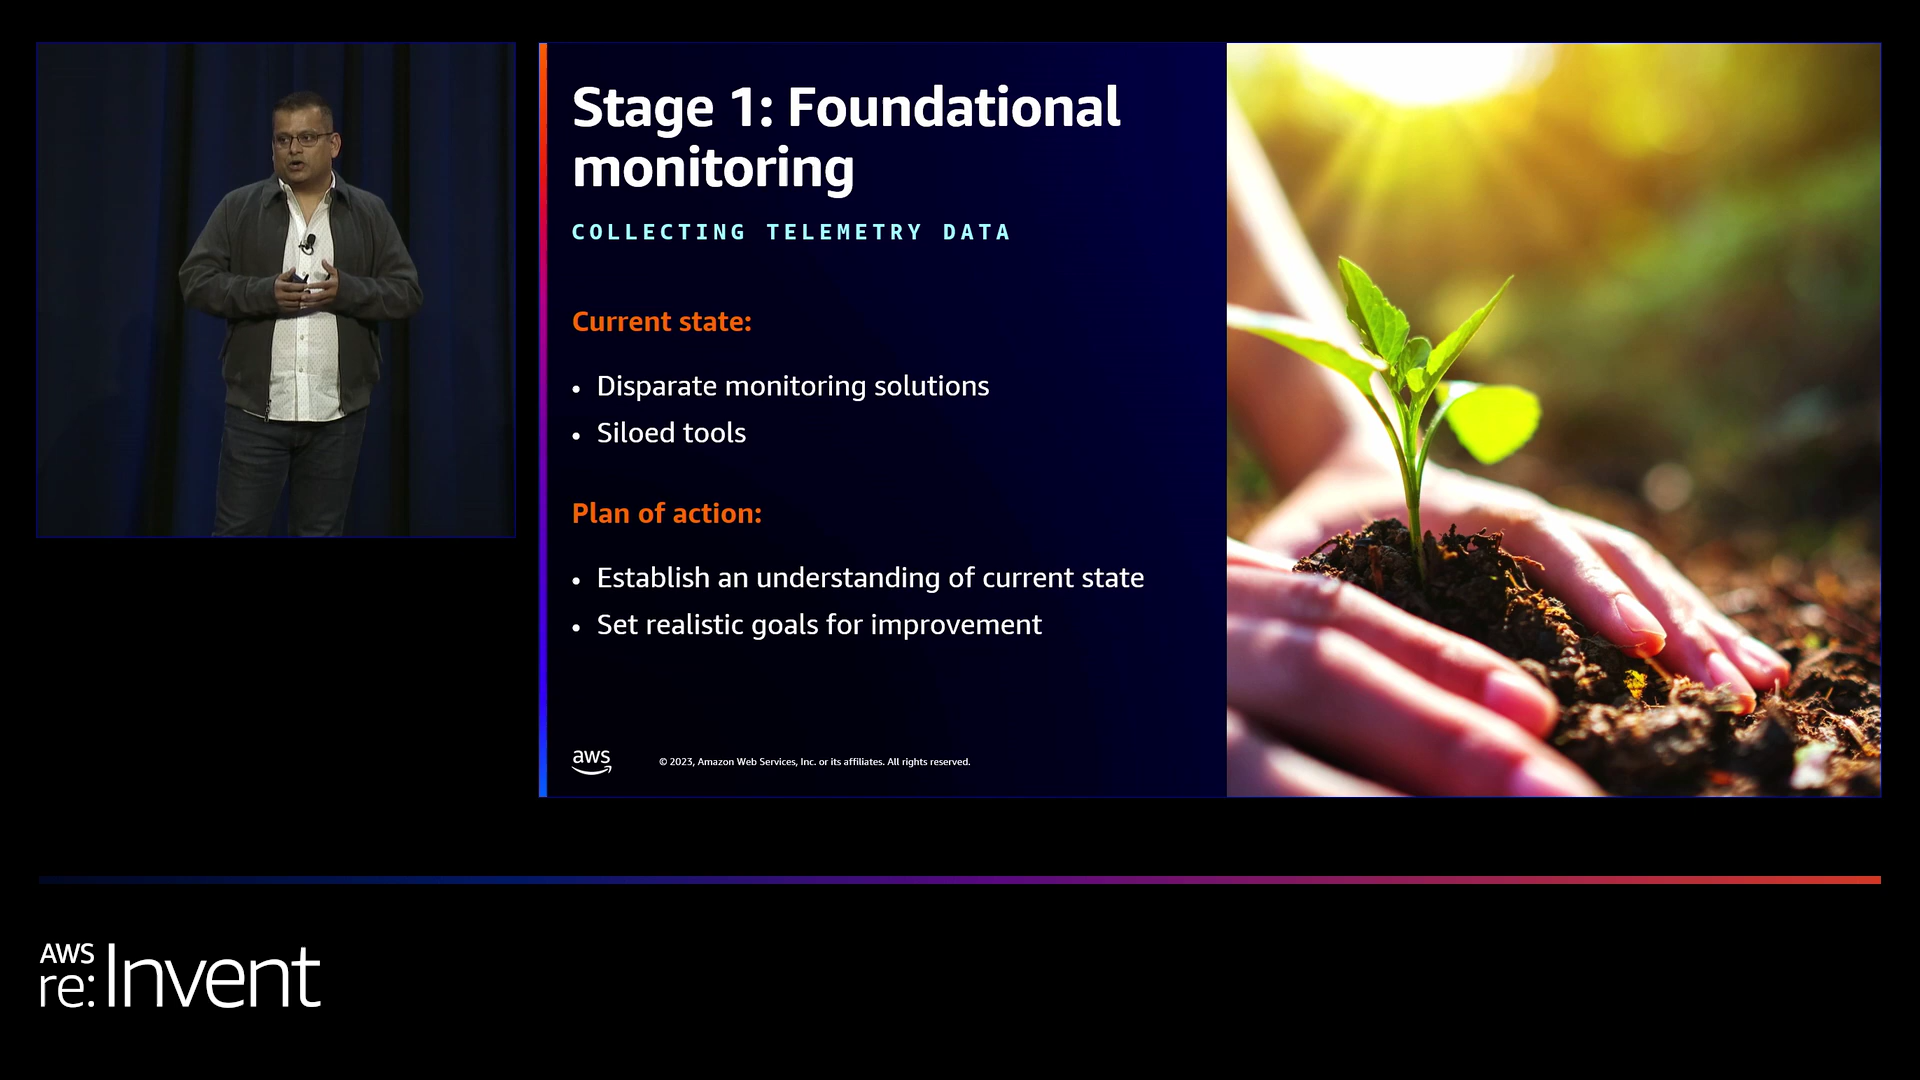 Stage 1: Foundational
monitoring
COLLECTING TELEMETRY DATA
Current state:
• Disparate monitoring solutions
• Siloed tools
Plan of action:
• Establish an understanding of current state
• Set realistic goals for improvement
aws
© 2023, Amazon Web Services, Inc. or its affiliates. All rights reserved.
AWS
re:Invent